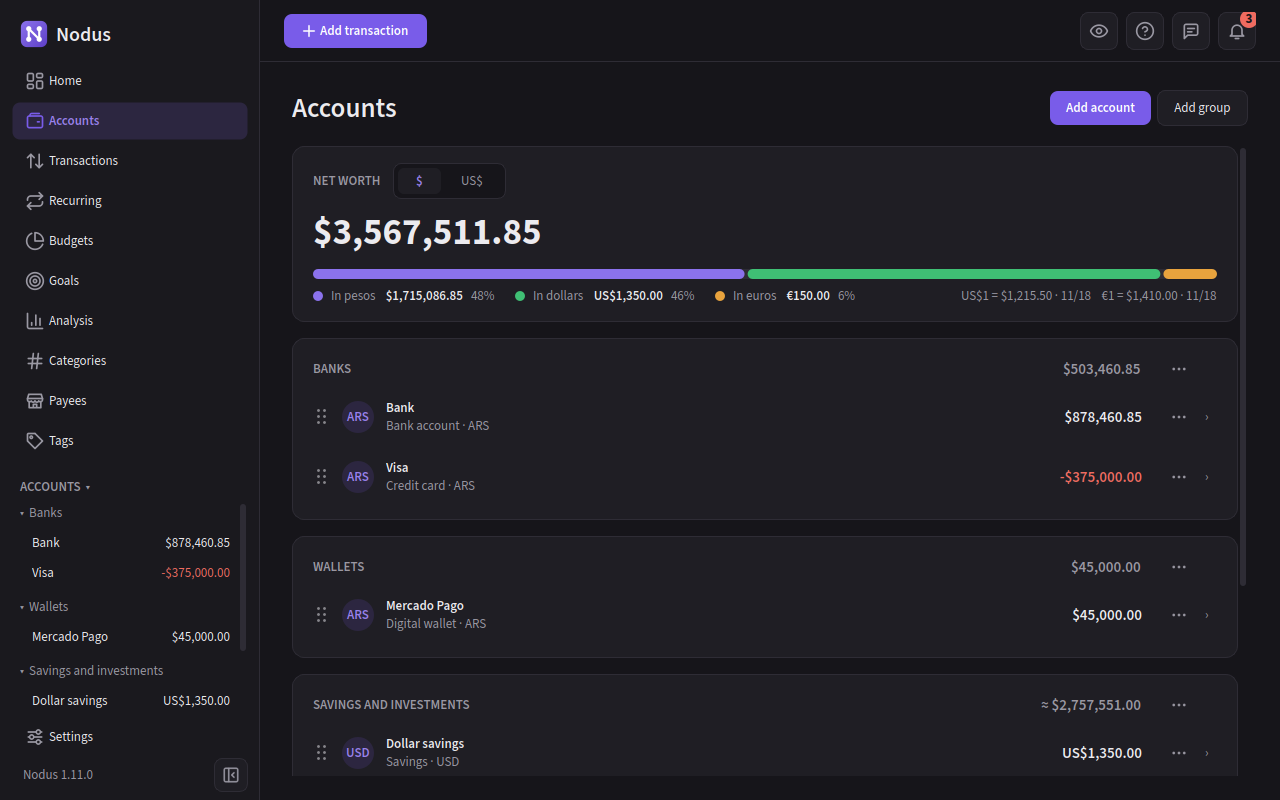 Nodus
Home
Accounts
Transactions
Recurring
Budgets
Goals
Analysis
Categories
Payees
Tags
ACCOUNTS
Banks
Bank $878,460.85
Visa -$375,000.00
Wallets
Mercado Pago $45,000.00
Savings and investments
Dollar savings US$1,350.00
Settings
Nodus 1.11.0
+ Add transaction
3
Accounts
Add account
Add group
NET WORTH $ US$
$3,567,511.85
In pesos $1,715,086.85 48% In dollars US$1,350.00 46% In euros €150.00 6% US$1 = $1,215.50 · 11/18 €1 = $1,410.00 · 11/18
BANKS $503,460.85
ARS Bank $878,460.85
Bank account · ARS
ARS Visa -$375,000.00
Credit card · ARS
WALLETS $45,000.00
ARS Mercado Pago $45,000.00
Digital wallet · ARS
SAVINGS AND INVESTMENTS ≈ $2,757,551.00
USD Dollar savings US$1,350.00
Savings · USD